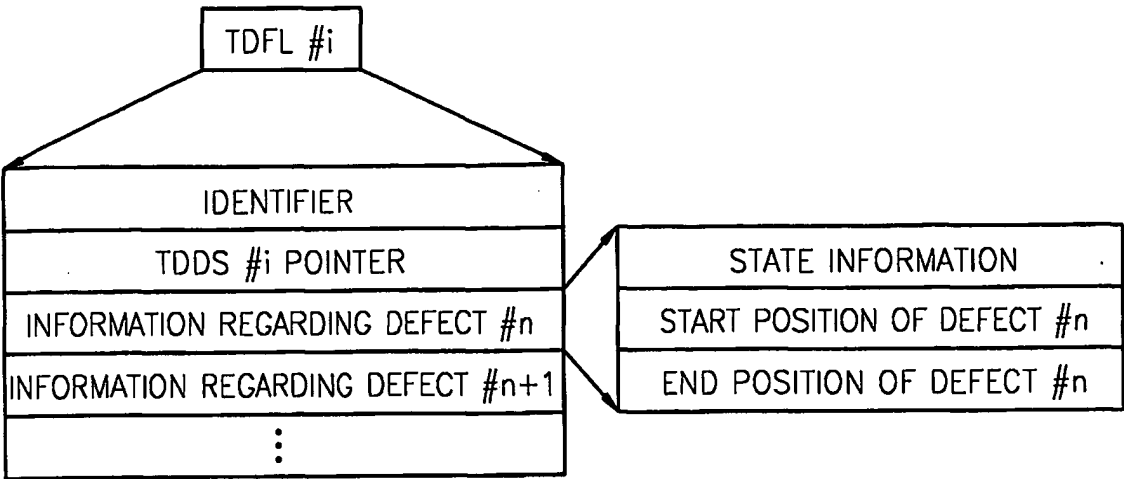 TDFL #i
IDENTIFIER
TDDS #i POINTER
INFORMATION REGARDING DEFECT #n
INFORMATION REGARDING DEFECT #n+1
STATE INFORMATION
START POSITION OF DEFECT #n
END POSITION OF DEFECT #n